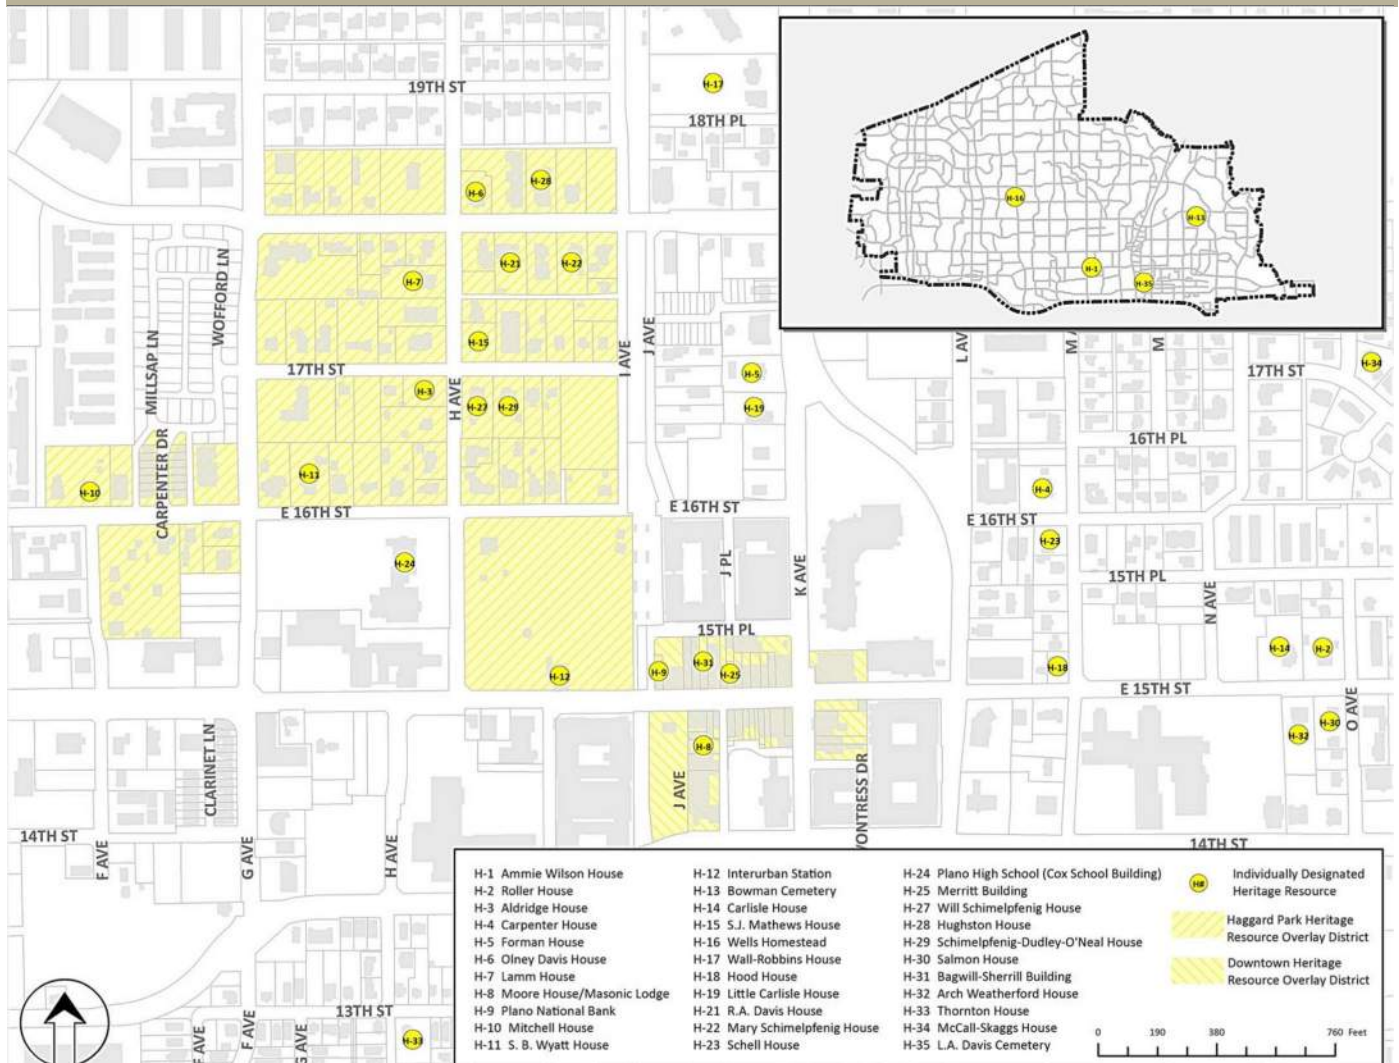 19TH ST
H-17
18TH PL
H-28
H-6
H-16
H-13
H-1
H-35
WOFFORD LN
H-21
H-22
H-7
MILLSAP LN
H-15
I AVE
J AVE
L AV
M
17TH ST
H-5
17TH ST
H-34
H-3
H AVE
H-27
H-29
H-19
16TH PL
CARPENTER DR
H-11
H-10
H-4
E 16TH ST
E 16TH ST
E 16TH ST
H-23
H-24
J PL
K AVE
15TH PL
N AVE
15TH PL
H-9
H-31
H-25
H-12
H-18
H-14
H-2
E 15TH ST
H-30
H-32
O AVE
CLARINET LN
H-8
J AVE
VONTRESS DR
14TH ST
14TH ST
F AVE
G AVE
H AVE
13TH ST
F AVE
F AVE
G AVE
H-33
H-1 Ammie Wilson House
H-2 Roller House
H-3 Aldridge House
H-4 Carpenter House
H-5 Forman House
H-6 Olney Davis House
H-7 Lamm House
H-8 Moore House/Masonic Lodge
H-9 Plano National Bank
H-10 Mitchell House
H-11 S. B. Wyatt House
H-12 Interurban Station
H-13 Bowman Cemetery
H-14 Carlisle House
H-15 S.J. Mathews House
H-16 Wells Homestead
H-17 Wall-Robbins House
H-18 Hood House
H-19 Little Carlisle House
H-21 R.A. Davis House
H-22 Mary Schimelpfenig House
H-23 Schell House
H-24 Plano High School (Cox School Building)
H-25 Merritt Building
H-27 Will Schimelpfenig House
H-28 Hughston House
H-29 Schimelpfenig-Dudley-O'Neal House
H-30 Salmon House
H-31 Bagwill-Sherrill Building
H-32 Arch Weatherford House
H-33 Thornton House
H-34 McCall-Skaggs House
H-35 L.A. Davis Cemetery
H#
Individually Designated
Heritage Resource
Haggard Park Heritage
Resource Overlay District
Downtown Heritage
Resource Overlay District
0 190 380 760 Feet